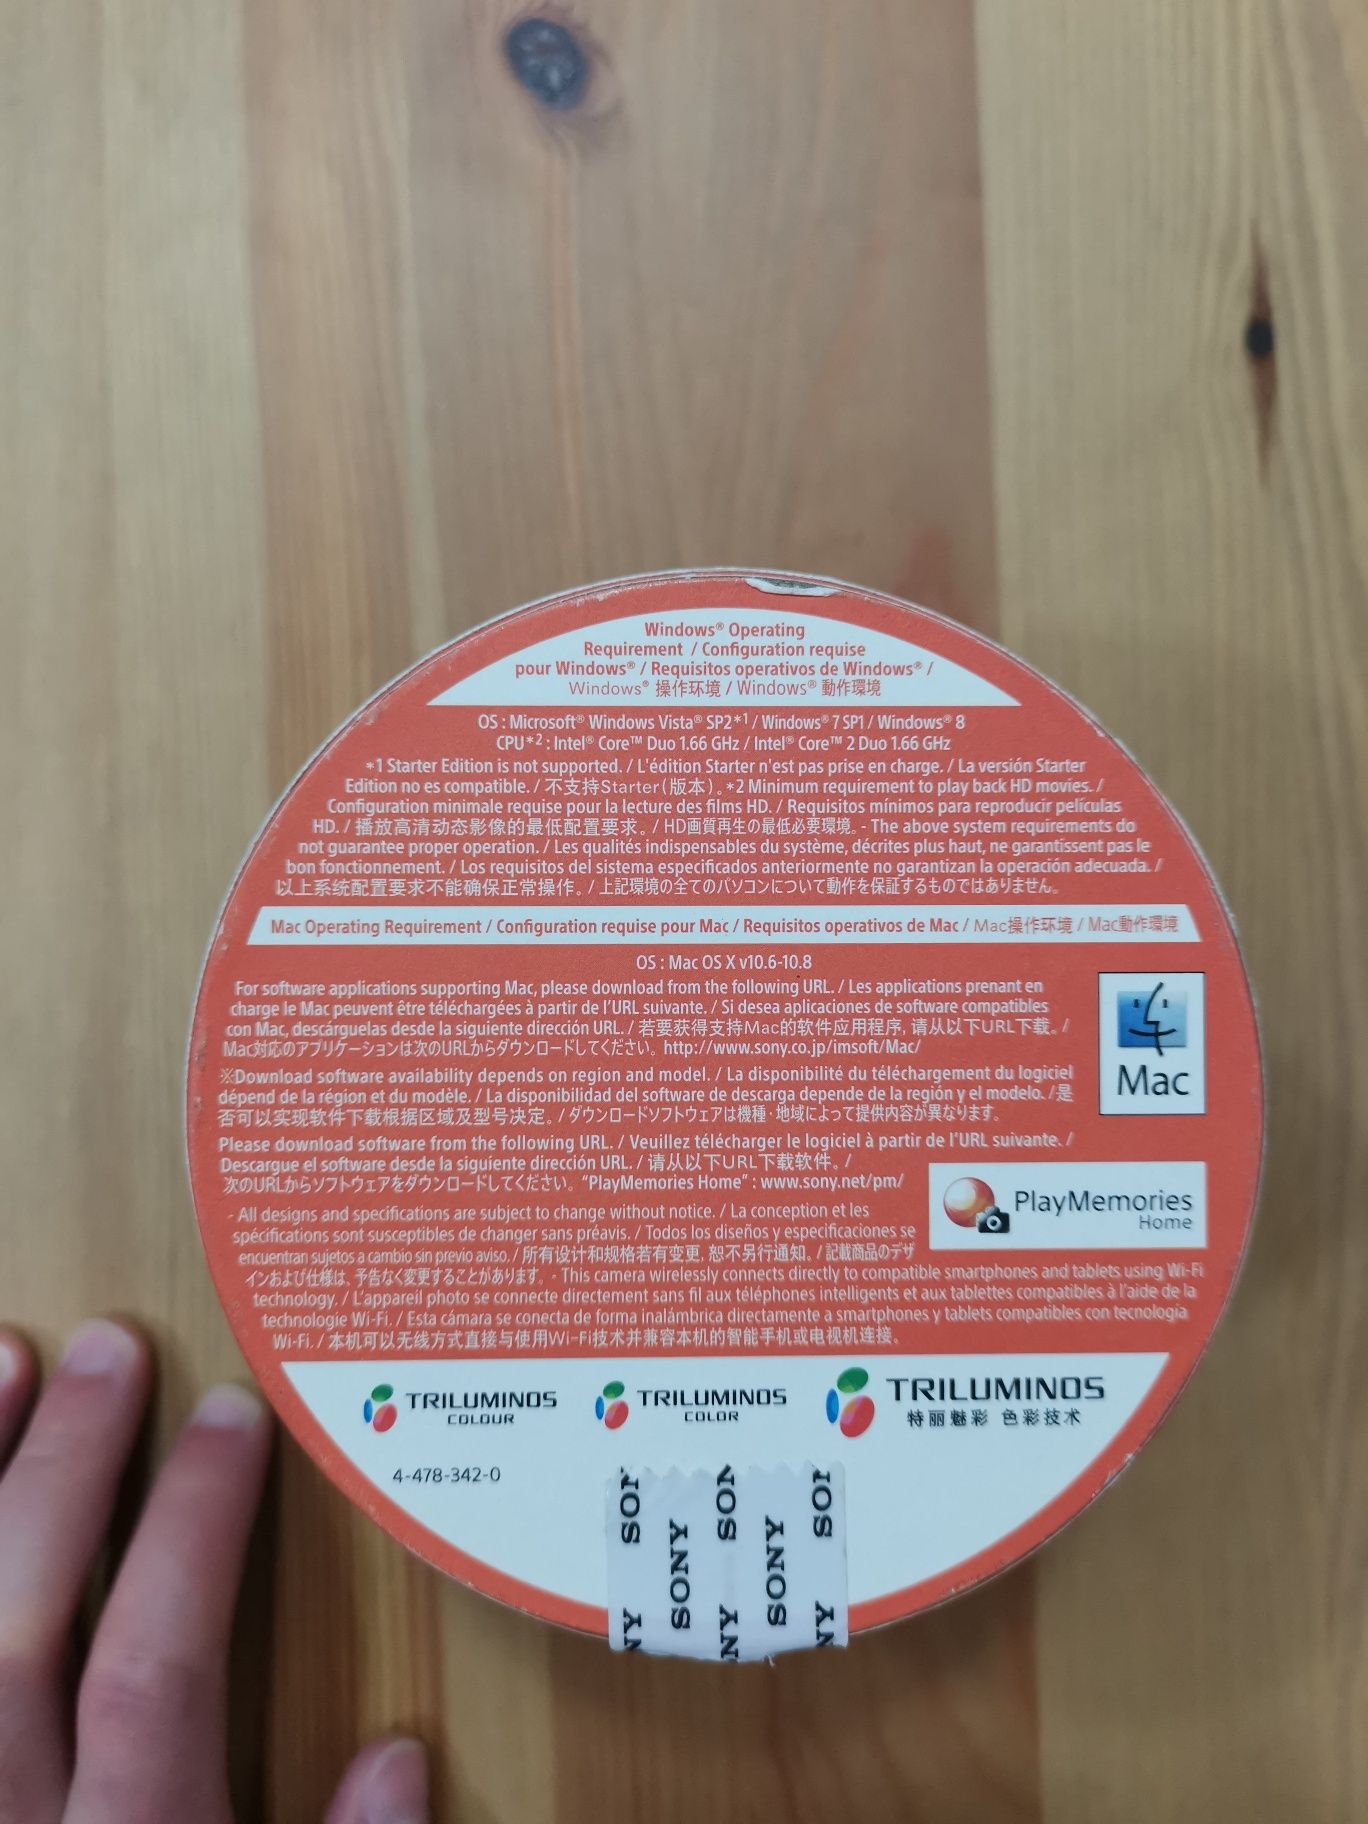 Windows® Operating
Requirement / Configuration requise
pour Windows® / Requisitos operativos de Windows® /
Windows® 操作环境 / Windows® 動作環境
OS : Microsoft® Windows Vista® SP2*1 / Windows® 7 SP1 / Windows® 8
CPU*2 : Intel® Core™ Duo 1.66 GHz / Intel® Core™ 2 Duo 1.66 GHz
*1 Starter Edition is not supported. / L'édition Starter n'est pas prise en charge. / La versión Starter
Edition no es compatible. / 不支持Starter(版本)。*2 Minimum requirement to play back HD movies. /
Configuration minimale requise pour la lecture des films HD. / Requisitos mínimos para reproducir películas
HD. / 播放高清动态影像的最低配置要求。/ HD画質再生の最低必要環境。- The above system requirements do
not guarantee proper operation. / Les qualités indispensables du système, décrites plus haut, ne garantissent pas le
bon fonctionnement. / Los requisitos del sistema especificados anteriormente no garantizan la operación adecuada. /
以上系统配置要求不能确保正常操作。/ 上記環境の全てのパソコンについて動作を保証するものではありません。
Mac Operating Requirement / Configuration requise pour Mac / Requisitos operativos de Mac / Mac操作环境 / Mac動作環境
OS : Mac OS X v10.6-10.8
For software applications supporting Mac, please download from the following URL. / Les applications prenant en
charge le Mac peuvent être téléchargées à partir de l'URL suivante. / Si desea aplicaciones de software compatibles
con Mac, descárguelas desde la siguiente dirección URL. / 若要获得支持Mac的软件应用程序, 请从以下URL下载。/
Mac対応のアプリケーションは次のURLからダウンロードしてください。http://www.sony.co.jp/imsoft/Mac/
Mac
※Download software availability depends on region and model. / La disponibilité du téléchargement du logiciel
dépend de la région et du modèle. / La disponibilidad del software de descarga depende de la región y el modelo. /是
否可以实现软件下载根据区域及型号决定。/ ダウンロードソフトウェアは機種・地域によって提供内容が異なります。
Please download software from the following URL. / Veuillez télécharger le logiciel à partir de l'URL suivante. /
Descargue el software desde la siguiente dirección URL. / 请从以下URL下载软件。/
次のURLからソフトウェアをダウンロードしてください。"PlayMemories Home" : www.sony.net/pm/
PlayMemories
Home
- All designs and specifications are subject to change without notice. / La conception et les
spécifications sont susceptibles de changer sans préavis. / Todos los diseños y especificaciones se
encuentran sujetos a cambio sin previo aviso. / 所有设计和规格若有变更, 恕不另行通知。/ 記載商品のデザ
インおよび仕様は、予告なく変更することがあります。- This camera wirelessly connects directly to compatible smartphones and tablets using Wi-Fi
technology. / L'appareil photo se connecte directement sans fil aux téléphones intelligents et aux tablettes compatibles à l'aide de la
technologie Wi-Fi. / Esta cámara se conecta de forma inalámbrica directamente a smartphones y tablets compatibles con tecnología
Wi-Fi. / 本机可以无线方式直接与使用Wi-Fi技术并兼容本机的智能手机或电视机连接。
TRILUMINOS
COLOUR
TRILUMINOS
COLOR
TRILUMINOS
特丽魅彩 色彩技术
4-478-342-0
SONY
SONY